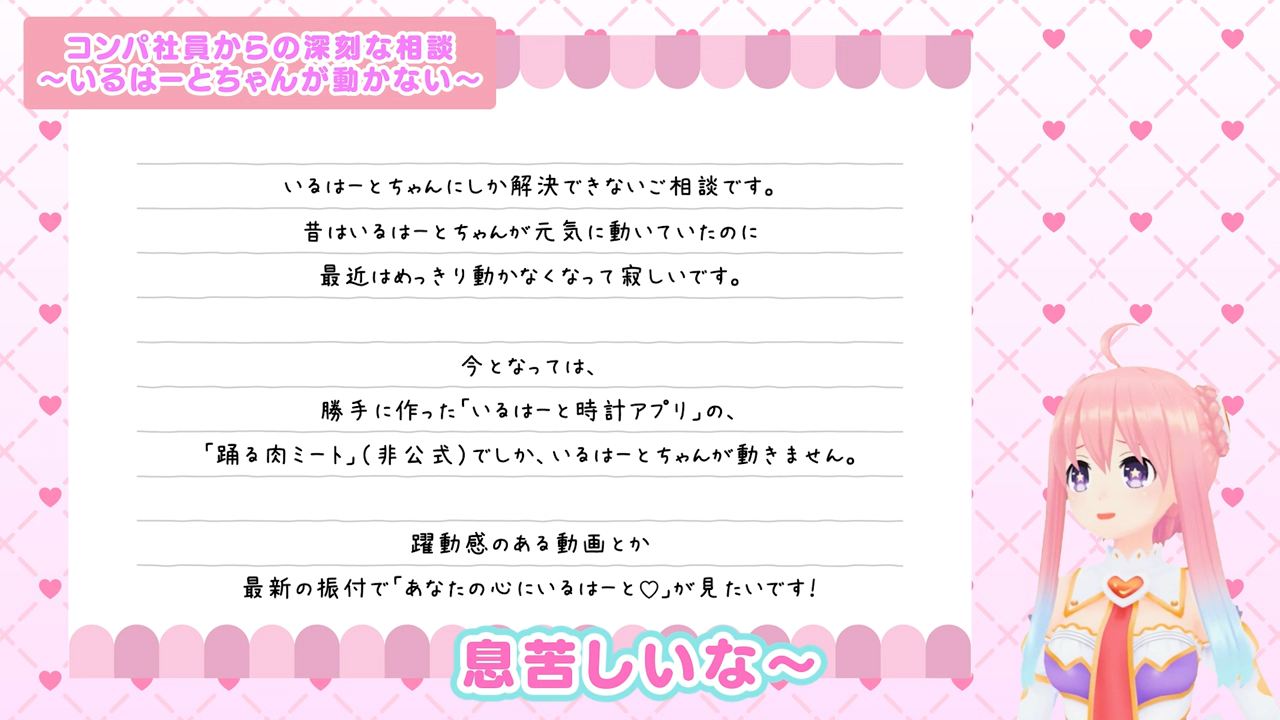 コンパ社員からの深刻な相談
～いるはーとちゃんが動かない～
いるはーとちゃんにしか解決できないご相談です。
昔はいるはーとちゃんが元気に動いていたのに
最近はめっきり動かなくなって寂しいです。
今となっては、
勝手に作った「いるはーと時計アプリ」の、
「踊る肉ミート」(非公式)でしか、いるはーとちゃんが動きません。
躍動感のある動画とか
最新の振付で「あなたの心にいるはーと♡」が見たいです!
息苦しいな～